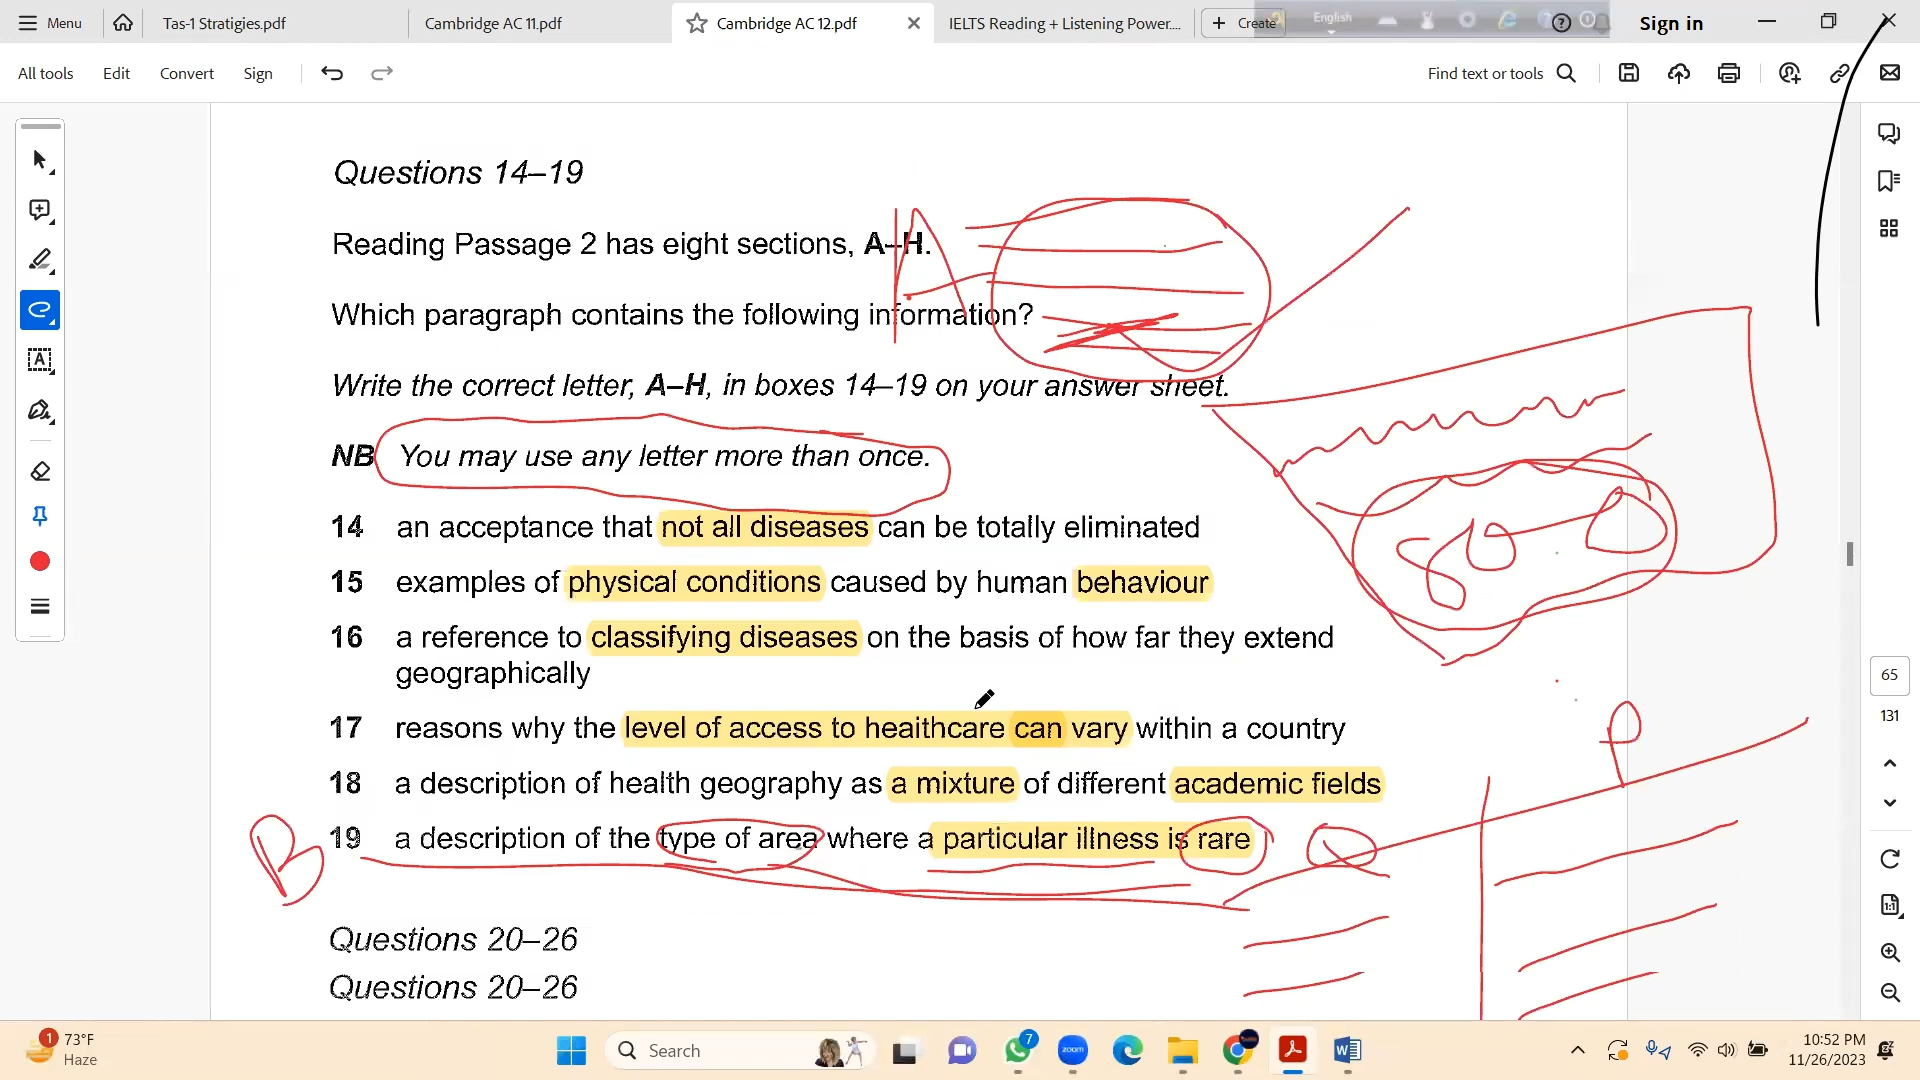 Menu
Tas-1 Stratigies.pdf
Cambridge AC 11.pdf
Cambridge AC 12.pdf
IELTS Reading + Listening Power...
Create
English
Sign in
All tools
Edit
Convert
Sign
Find text or tools
Questions 14–19
Reading Passage 2 has eight sections, A–H.
A
Which paragraph contains the following information?
Write the correct letter, A–H, in boxes 14–19 on your answer sheet.
NB You may use any letter more than once.
14 an acceptance that not all diseases can be totally eliminated
15 examples of physical conditions caused by human behaviour
16 a reference to classifying diseases on the basis of how far they extend
geographically
17 reasons why the level of access to healthcare can vary within a country
18 a description of health geography as a mixture of different academic fields
B 19 a description of the type of area where a particular illness is rare
P
Questions 20–26
Questions 20–26
65
131
1:1
1
73°F
Haze
Search
7
zoom
10:52 PM
11/26/2023